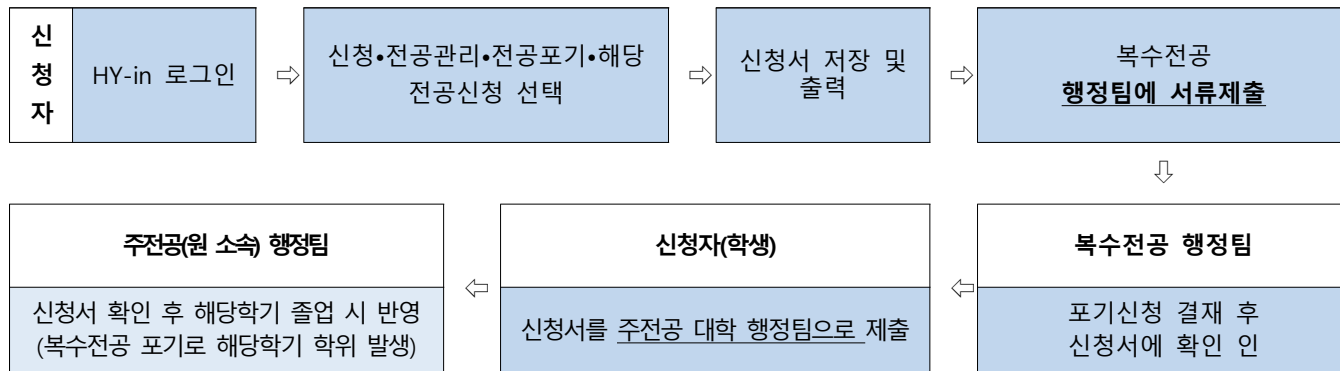 신
청
자
HY-in 로그인
⇨
신청•전공관리•전공포기•해당
전공신청 선택
⇨
신청서 저장 및
출력
⇨
복수전공
행정팀에 서류제출
⇩
복수전공 행정팀
포기신청 결재 후
신청서에 확인 인
⇦
신청자(학생)
신청서를 주전공 대학 행정팀으로 제출
⇦
주전공(원 소속) 행정팀
신청서 확인 후 해당학기 졸업 시 반영
(복수전공 포기로 해당학기 학위 발생)